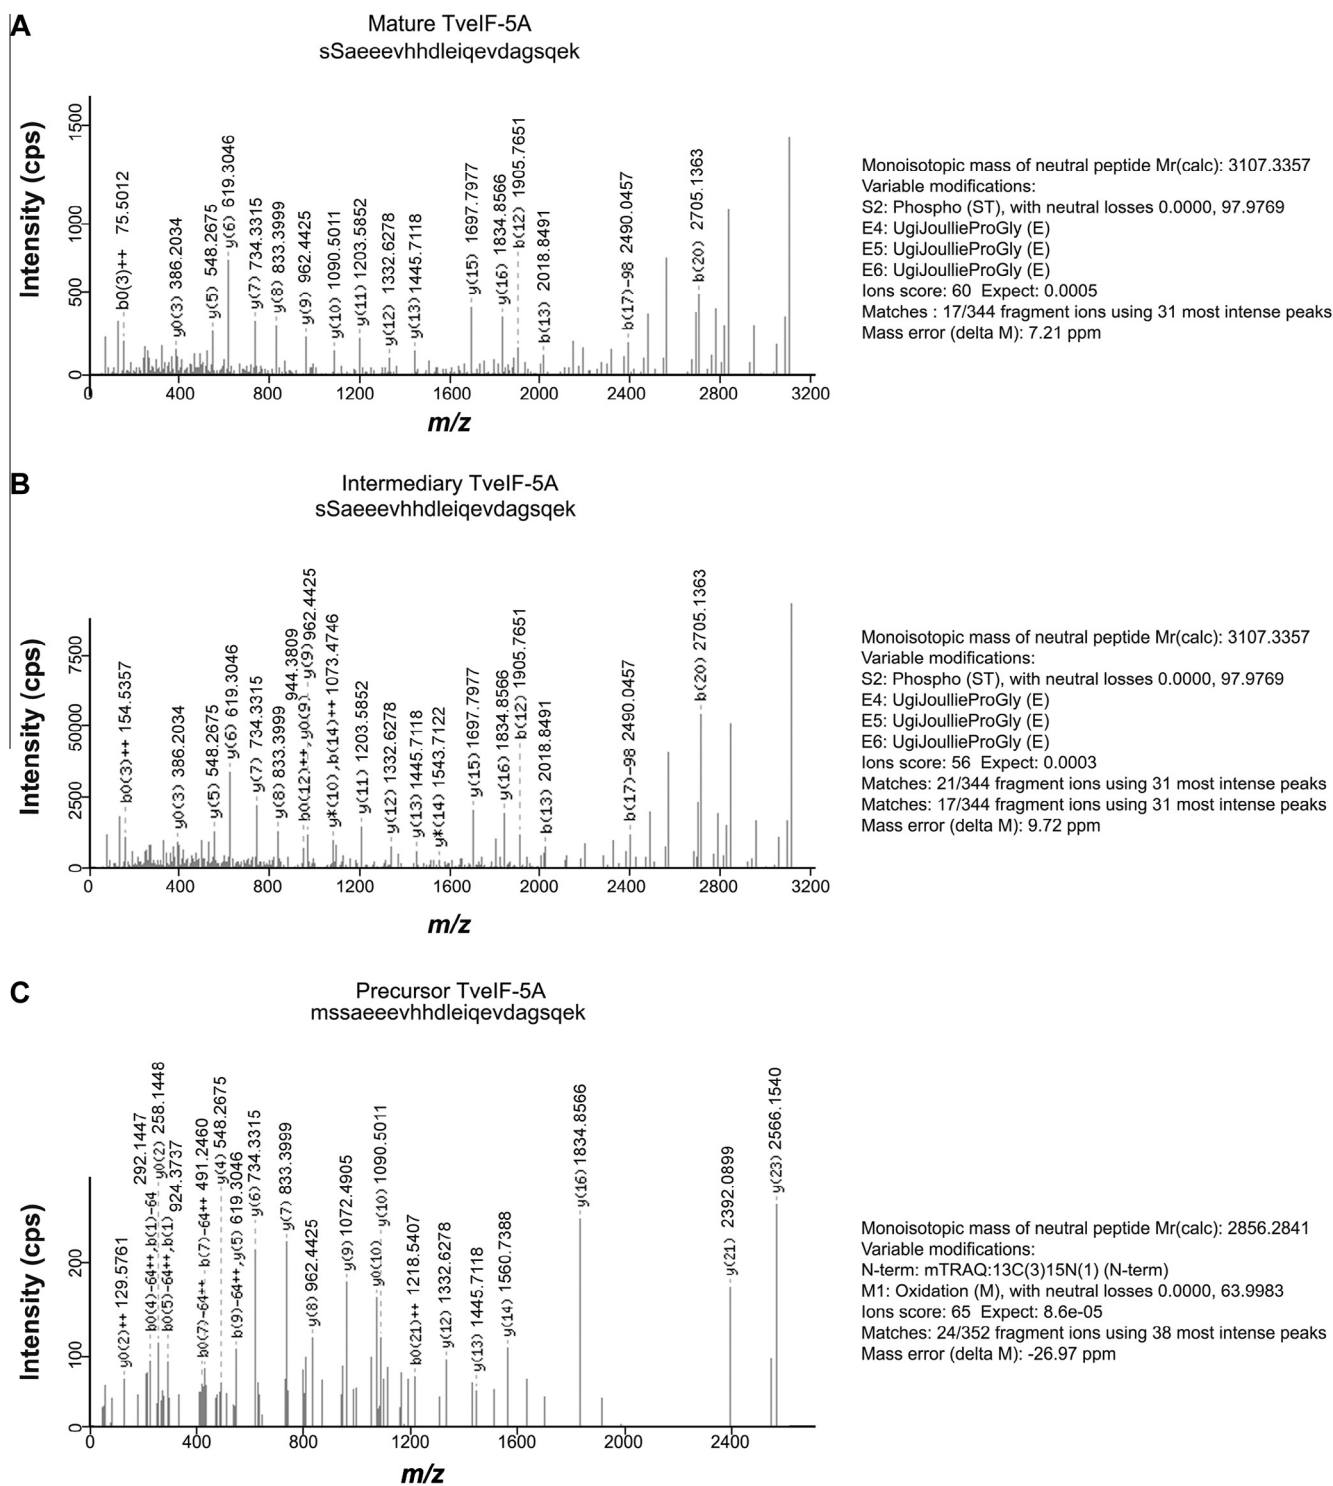 A
Mature TveIF-5A
sSaeeevhhdleiqevdagsqek
Intensity (cps)
1500
1000
500
0
b0(3)++ 75.5012
y0(3) 386.2034
y(5) 548.2675
y(6) 619.3046
y(7) 734.3315
y(8) 833.3999
y(9) 962.4425
y(10) 1090.5011
y(11) 1203.5852
y(12) 1332.6278
y(13) 1445.7118
y(15) 1697.7977
y(16) 1834.8566
b(12) 1905.7651
b(13) 2018.8491
b(17)-98 2490.0457
b(20) 2705.1363
0 400 800 1200 1600 2000 2400 2800 3200
m/z
Monoisotopic mass of neutral peptide Mr(calc): 3107.3357
Variable modifications:
S2: Phospho (ST), with neutral losses 0.0000, 97.9769
E4: UgiJoullieProGly (E)
E5: UgiJoullieProGly (E)
E6: UgiJoullieProGly (E)
Ions score: 60 Expect: 0.0005
Matches : 17/344 fragment ions using 31 most intense peaks
Mass error (delta M): 7.21 ppm
B
Intermediary TveIF-5A
sSaeeevhhdleiqevdagsqek
Intensity (cps)
7500
50000
2500
0
b0(3)++ 154.5357
y0(3) 386.2034
y(5) 548.2675
y(6) 619.3046
y(7) 734.3315
y(8) 833.3999
b0(12)++,y0(9) 944.3809
y(9) 962.4425
y*(10),b(14)++ 1073.4746
y(11) 1203.5852
y(12) 1332.6278
y(13) 1445.7118
y*(14) 1543.7122
y(15) 1697.7977
y(16) 1834.8566
b(12) 1905.7651
b(13) 2018.8491
b(17)-98 2490.0457
b(20) 2705.1363
0 400 800 1200 1600 2000 2400 2800 3200
m/z
Monoisotopic mass of neutral peptide Mr(calc): 3107.3357
Variable modifications:
S2: Phospho (ST), with neutral losses 0.0000, 97.9769
E4: UgiJoullieProGly (E)
E5: UgiJoullieProGly (E)
E6: UgiJoullieProGly (E)
Ions score: 56 Expect: 0.0003
Matches: 21/344 fragment ions using 31 most intense peaks
Matches: 17/344 fragment ions using 31 most intense peaks
Mass error (delta M): 9.72 ppm
C
Precursor TveIF-5A
mssaeeevhhdleiqevdagsqek
Intensity (cps)
200
100
0
y0(2)++ 129.5761
b0(4)-64++,b(1)-64 292.1447
y0(2) 258.1448
b0(5)-64++,b(1) 924.3737
b0(7)-64++ b(7)-64++ 491.2460
y(4) 548.2675
b(9)-64++,y(5) 619.3046
y(6) 734.3315
y(7) 833.3999
y(8) 962.4425
y(9) 1072.4905
y0(10)
y(10) 1090.5011
b0(21)++ 1218.5407
y(12) 1332.6278
y(13) 1445.7118
y(14) 1560.7388
y(16) 1834.8566
y(21) 2392.0899
y(23) 2566.1540
0 400 800 1200 1600 2000 2400
m/z
Monoisotopic mass of neutral peptide Mr(calc): 2856.2841
Variable modifications:
N-term: mTRAQ:13C(3)15N(1) (N-term)
M1: Oxidation (M), with neutral losses 0.0000, 63.9983
Ions score: 65 Expect: 8.6e-05
Matches: 24/352 fragment ions using 38 most intense peaks
Mass error (delta M): -26.97 ppm